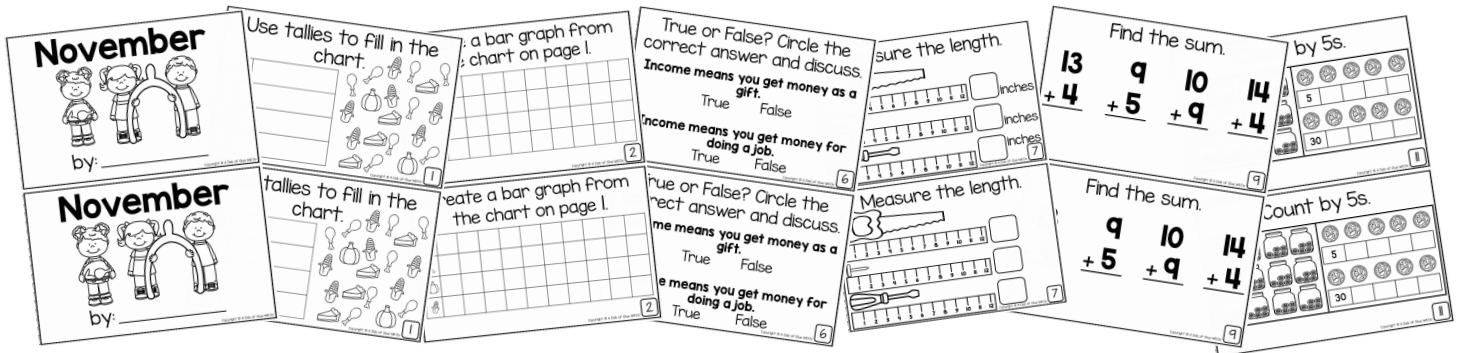 November
by:
Use tallies to fill in the
chart.
1
a bar graph from
chart on page 1.
2
True or False? Circle the
correct answer and discuss.
Income means you get money as a
gift.
True False
Income means you get money for
doing a job.
True False
6
sure the length.
inches
inches
inches
7
Find the sum.
13 9 10 14
+ 4 + 5 + 9 + 4
9
by 5s.
5
30
11
November
by:
tallies to fill in the
chart.
1
reate a bar graph from
the chart on page 1.
2
rue or False? Circle the
rect answer and discuss.
me means you get money as a
gift.
True False
e means you get money for
doing a job.
True False
6
Measure the length.
7
Find the sum.
9 10 14
+ 5 + 9 + 4
9
Count by 5s.
5
30
11